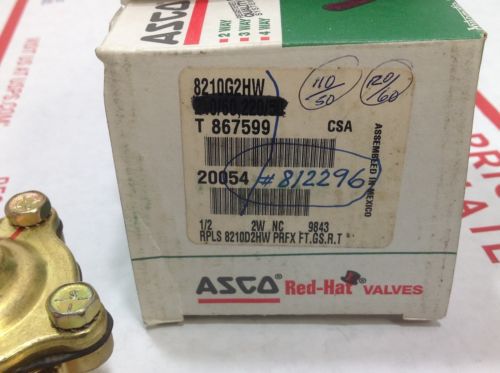 ASCO
2 WAY
3 WAY
4 WAY
8210G2HW
110/50
120/60
T 867599
CSA
20054
#812296
ASSEMBLED IN MEXICO
1/2 2W NC 9843
RPLS 8210D2HW PRFX FT.GS.R.T
ASCO Red-Hat VALVES